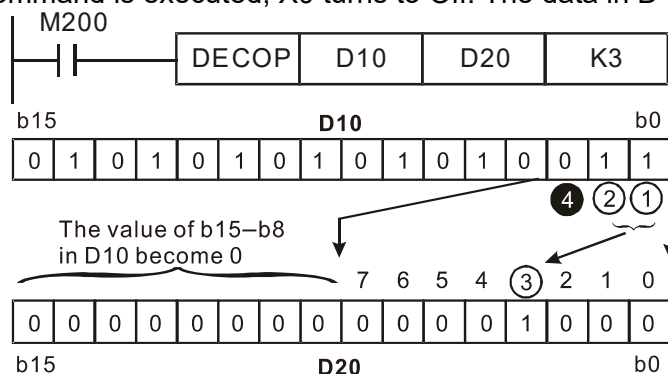 ommand is executed, X0 turns to Off. The data in D
M200
DECOP D10 D20 K3
b15 D10 b0
0 1 0 1 0 1 0 1 0 1 0 1 0 0 1 1
4 2 1
The value of b15–b8
in D10 become 0
7 6 5 4 3 2 1 0
0 0 0 0 0 0 0 0 0 0 0 0 1 0 0 0
b15 D20 b0